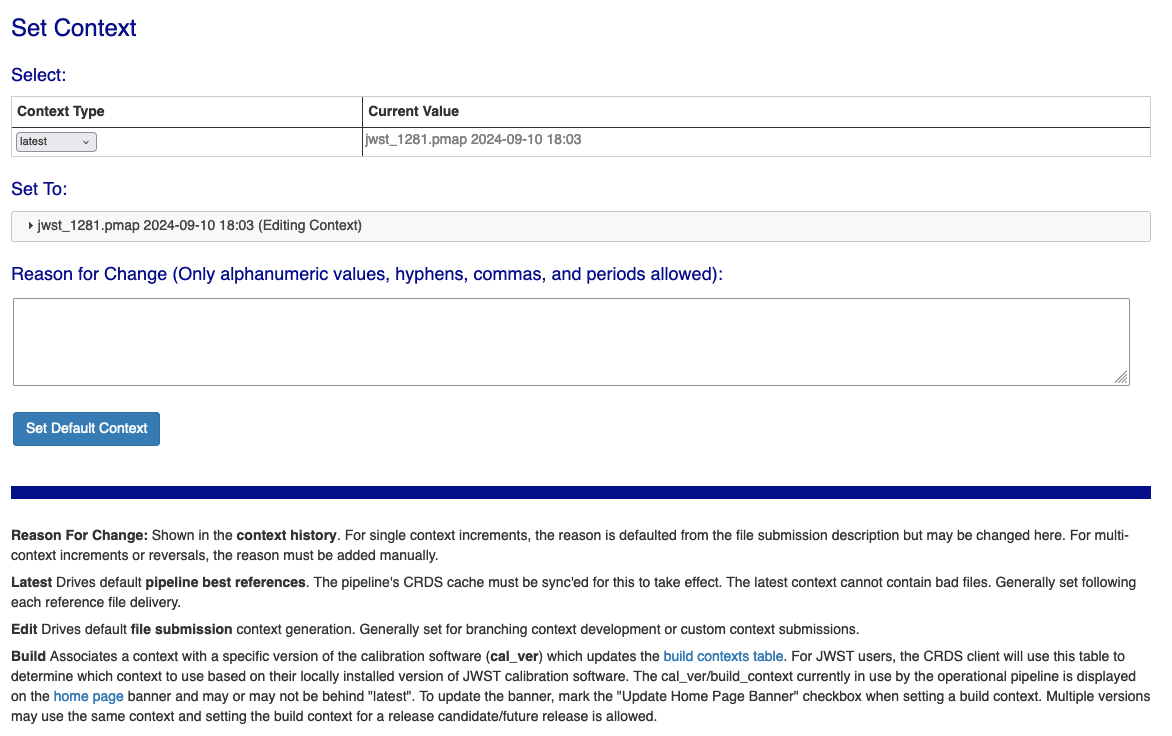 Set Context
Select:
Context Type Current Value
latest jwst_1281.pmap 2024-09-10 18:03
Set To:
jwst_1281.pmap 2024-09-10 18:03 (Editing Context)
Reason for Change (Only alphanumeric values, hyphens, commas, and periods allowed):
Set Default Context
Reason For Change: Shown in the context history. For single context increments, the reason is defaulted from the file submission description but may be changed here. For multi-
context increments or reversals, the reason must be added manually.
Latest Drives default pipeline best references. The pipeline's CRDS cache must be sync'ed for this to take effect. The latest context cannot contain bad files. Generally set following
each reference file delivery.
Edit Drives default file submission context generation. Generally set for branching context development or custom context submissions.
Build Associates a context with a specific version of the calibration software (cal_ver) which updates the build contexts table. For JWST users, the CRDS client will use this table to
determine which context to use based on their locally installed version of JWST calibration software. The cal_ver/build_context currently in use by the operational pipeline is displayed
on the home page banner and may or may not be behind "latest". To update the banner, mark the "Update Home Page Banner" checkbox when setting a build context. Multiple versions
may use the same context and setting the build context for a release candidate/future release is allowed.